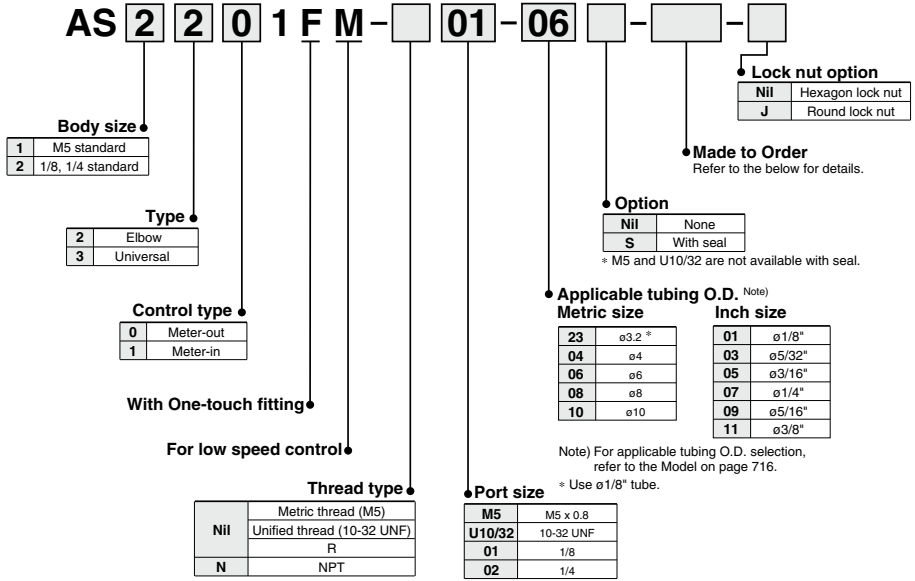 AS 2 2 0 1 F M – 01 – 06 – –
Lock nut option
Nil Hexagon lock nut
J Round lock nut
Body size
1 M5 standard
2 1/8, 1/4 standard
Made to Order
Refer to the below for details.
Type
2 Elbow
3 Universal
Option
Nil None
S With seal
* M5 and U10/32 are not available with seal.
Control type
0 Meter-out
1 Meter-in
Applicable tubing O.D. Note)
Metric size
23 ø3.2 *
04 ø4
06 ø6
08 ø8
10 ø10
Inch size
01 ø1/8"
03 ø5/32"
05 ø3/16"
07 ø1/4"
09 ø5/16"
11 ø3/8"
With One-touch fitting
For low speed control
Note) For applicable tubing O.D. selection,
refer to the Model on page 716.
* Use ø1/8" tube.
Thread type
Nil Metric thread (M5)
Unified thread (10-32 UNF)
R
N NPT
Port size
M5 M5 x 0.8
U10/32 10-32 UNF
01 1/8
02 1/4